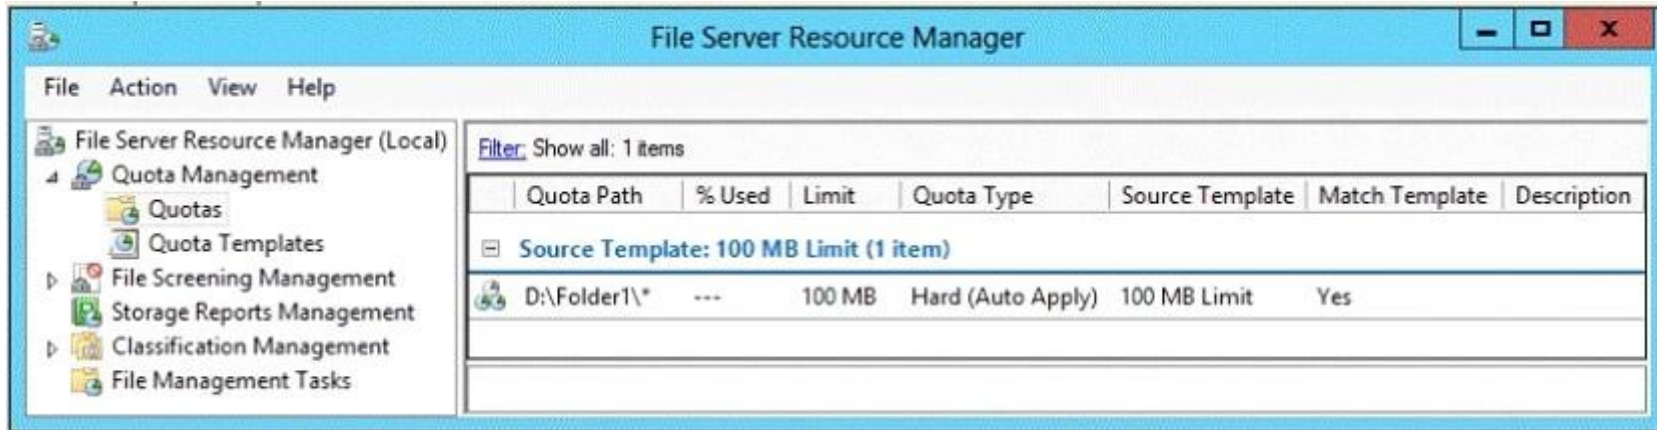 File Server Resource Manager
File Action View Help
File Server Resource Manager (Local)
Quota Management
Quotas
Quota Templates
File Screening Management
Storage Reports Management
Classification Management
File Management Tasks
Filter: Show all: 1 items
Quota Path % Used Limit Quota Type Source Template Match Template Description
Source Template: 100 MB Limit (1 item)
D:\Folder1\* --- 100 MB Hard (Auto Apply) 100 MB Limit Yes